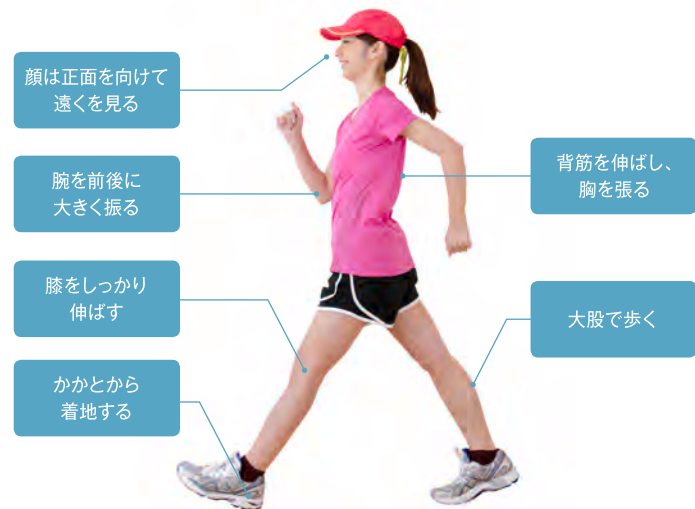 顔は正面を向けて
遠くを見る
腕を前後に
大きく振る
膝をしっかり
伸ばす
かかとから
着地する
背筋を伸ばし、
胸を張る
大股で歩く